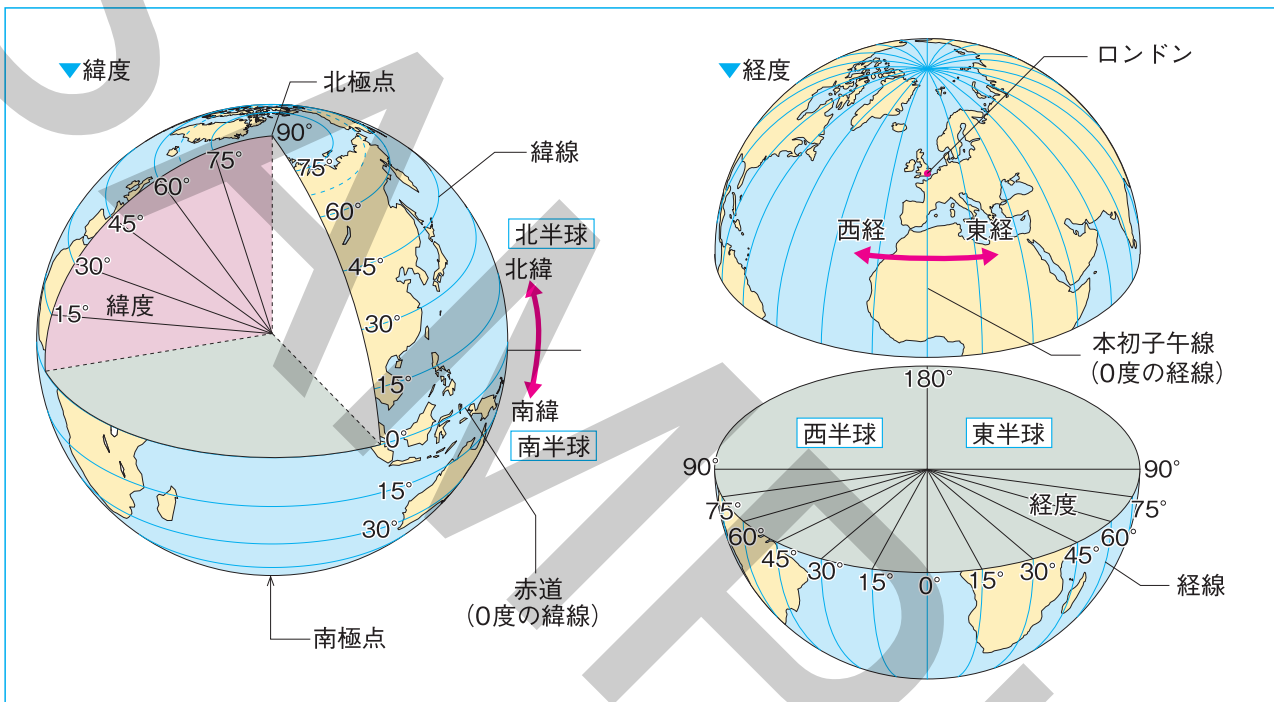 ▼緯度
北極点
90°
75°
60°
45°
30°
15°
緯度
75°
60°
45°
30°
15°
0°
15°
30°
緯線
北半球
北緯
南緯
南半球
赤道
(0度の緯線)
南極点
▼経度
ロンドン
西経
東経
本初子午線
(0度の経線)
180°
西半球
東半球
90°
90°
経度
75°
60°
45°
30°
15°
0°
15°
30°
45°
60°
75°
経線